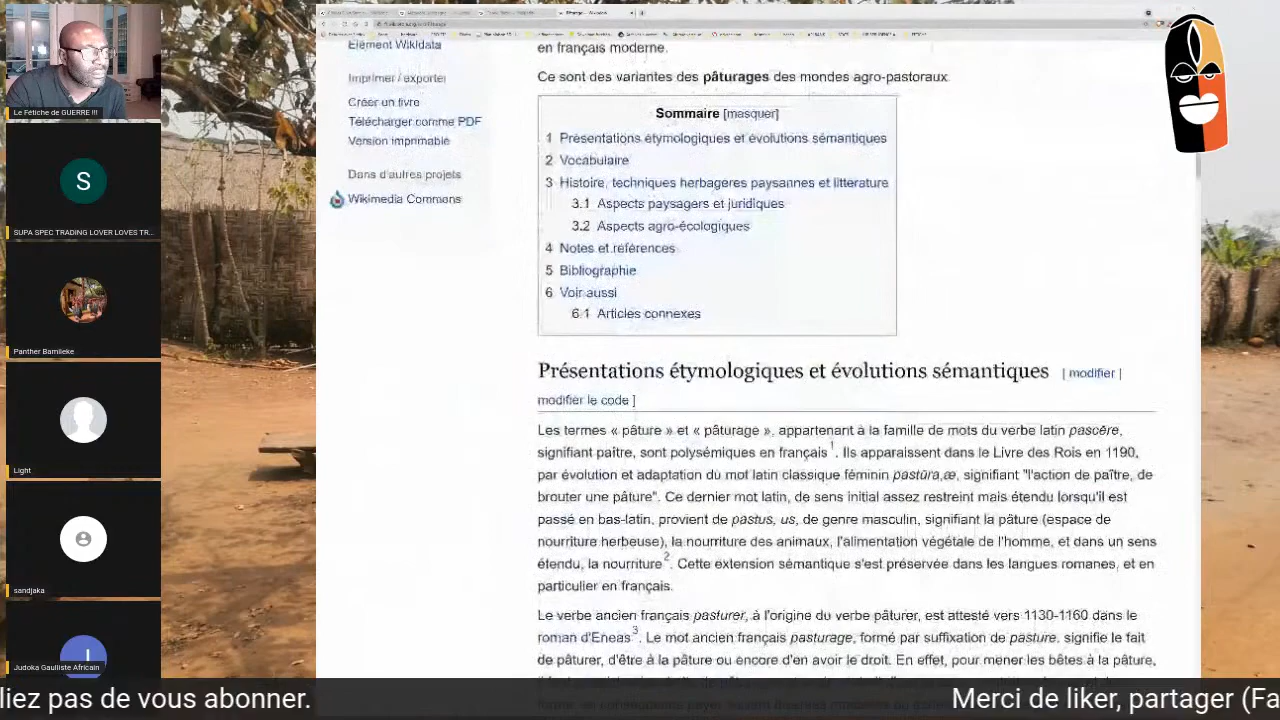 Le Fétiche de GUERRE !!!
SUPA SPEC TRADING LOVER LOVES TR...
Panther Bamileke
Light
sandjaka
Judoka Gaulliste Africain
S
J
Élément Wikidata
Imprimer / exporter
Créer un livre
Télécharger comme PDF
Version imprimable
Dans d'autres projets
Wikimedia Commons
en français moderne.
Ce sont des variantes des pâturages des mondes agro-pastoraux
Sommaire [masquer]
1 Présentations étymologiques et évolutions sémantiques
2 Vocabulaire
3 Histoire, techniques herbagères paysannes et littérature
3.1 Aspects paysagers et juridiques
3.2 Aspects agro-écologiques
4 Notes et références
5 Bibliographie
6 Voir aussi
6.1 Articles connexes
Présentations étymologiques et évolutions sémantiques [ modifier |
modifier le code ]
Les termes « pâture » et « pâturage », appartenant à la famille de mots du verbe latin pascĕre,
signifiant paître, sont polysémiques en français 1. Ils apparaissent dans le Livre des Rois en 1190,
par évolution et adaptation du mot latin classique féminin pastūra,æ, signifiant "l'action de paître, de
brouter une pâture". Ce dernier mot latin, de sens initial assez restreint mais étendu lorsqu'il est
passé en bas-latin, provient de pastus, us, de genre masculin, signifiant la pâture (espace de
nourriture herbeuse), la nourriture des animaux, l'alimentation végétale de l'homme, et dans un sens
étendu, la nourriture 2. Cette extension sémantique s'est préservée dans les langues romanes, et en
particulier en français.
Le verbe ancien français pasturer, à l'origine du verbe pâturer, est attesté vers 1130-1160 dans le
roman d'Eneas 3. Le mot ancien français pasturage, formé par suffixation de pasture, signifie le fait
de pâturer, d'être à la pâture ou encore d'en avoir le droit. En effet, pour mener les bêtes à la pâture,
liez pas de vous abonner.
Merci de liker, partager (Fa